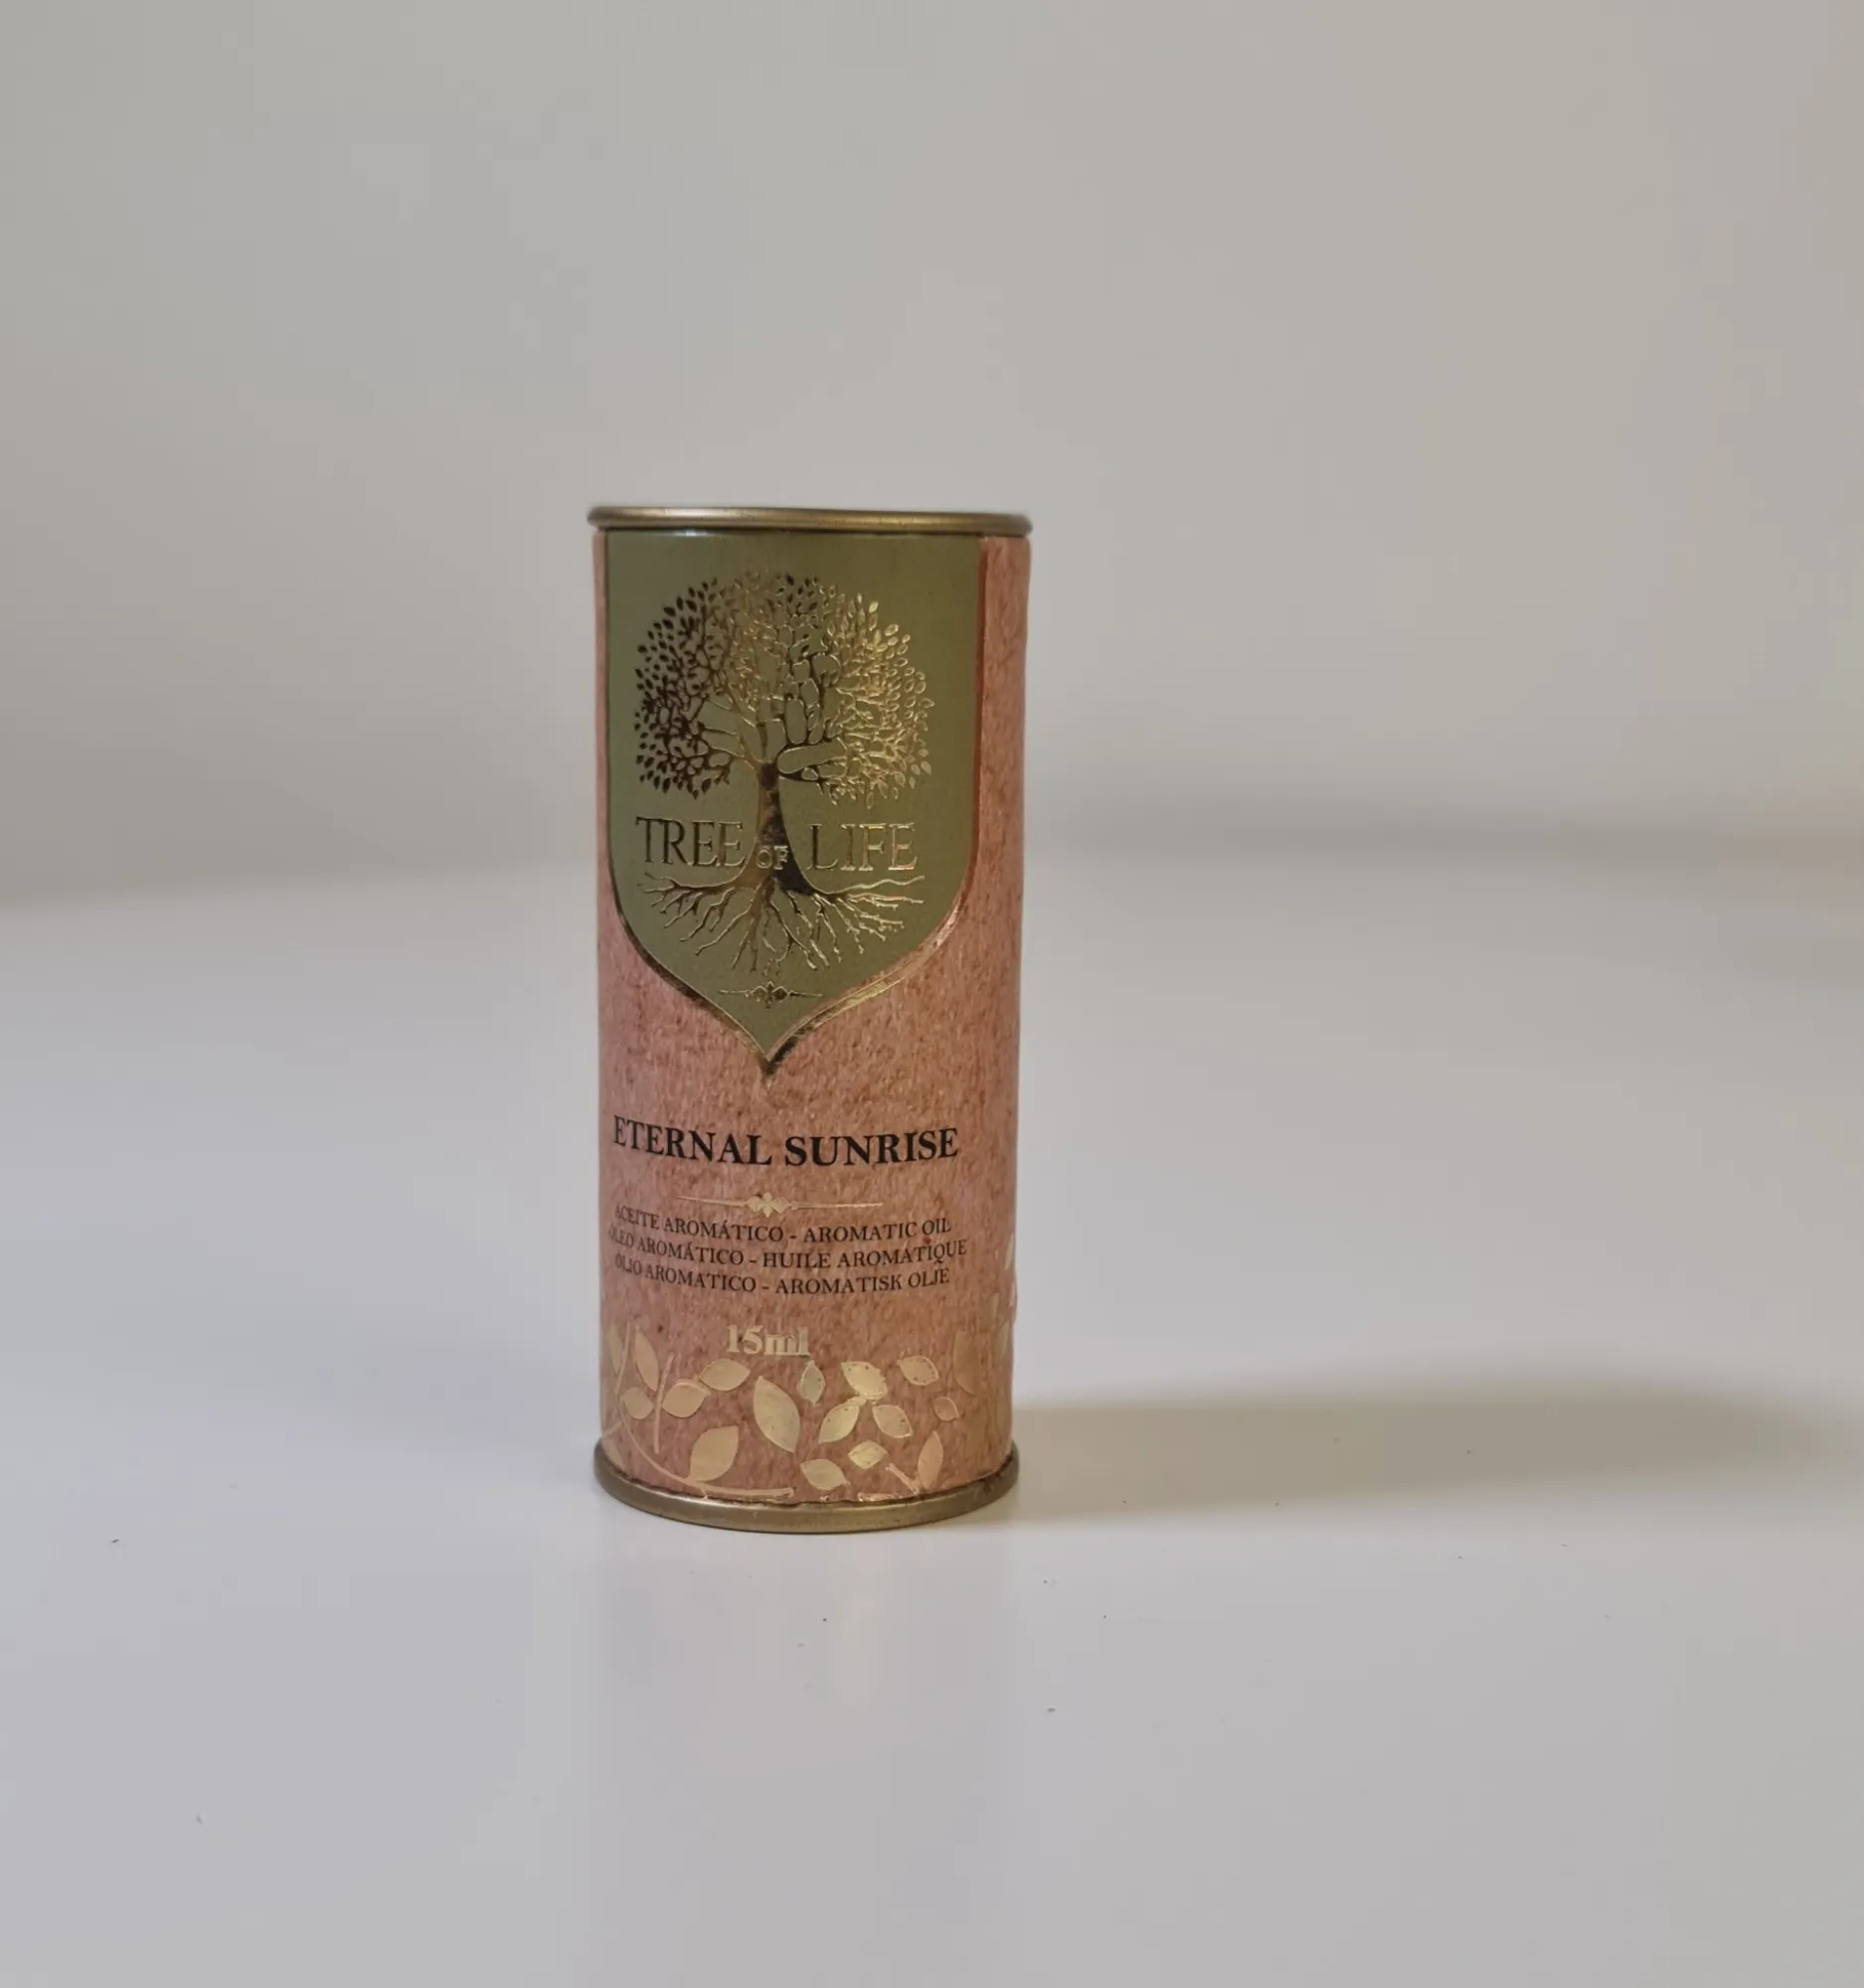 TREE OF LIFE
ETERNAL SUNRISE
ACEITE AROMÁTICO - AROMATIC OIL
ÓLEO AROMÁTICO - HUILE AROMATIQUE
OLIO AROMATICO - AROMATISK OLJE
15ml